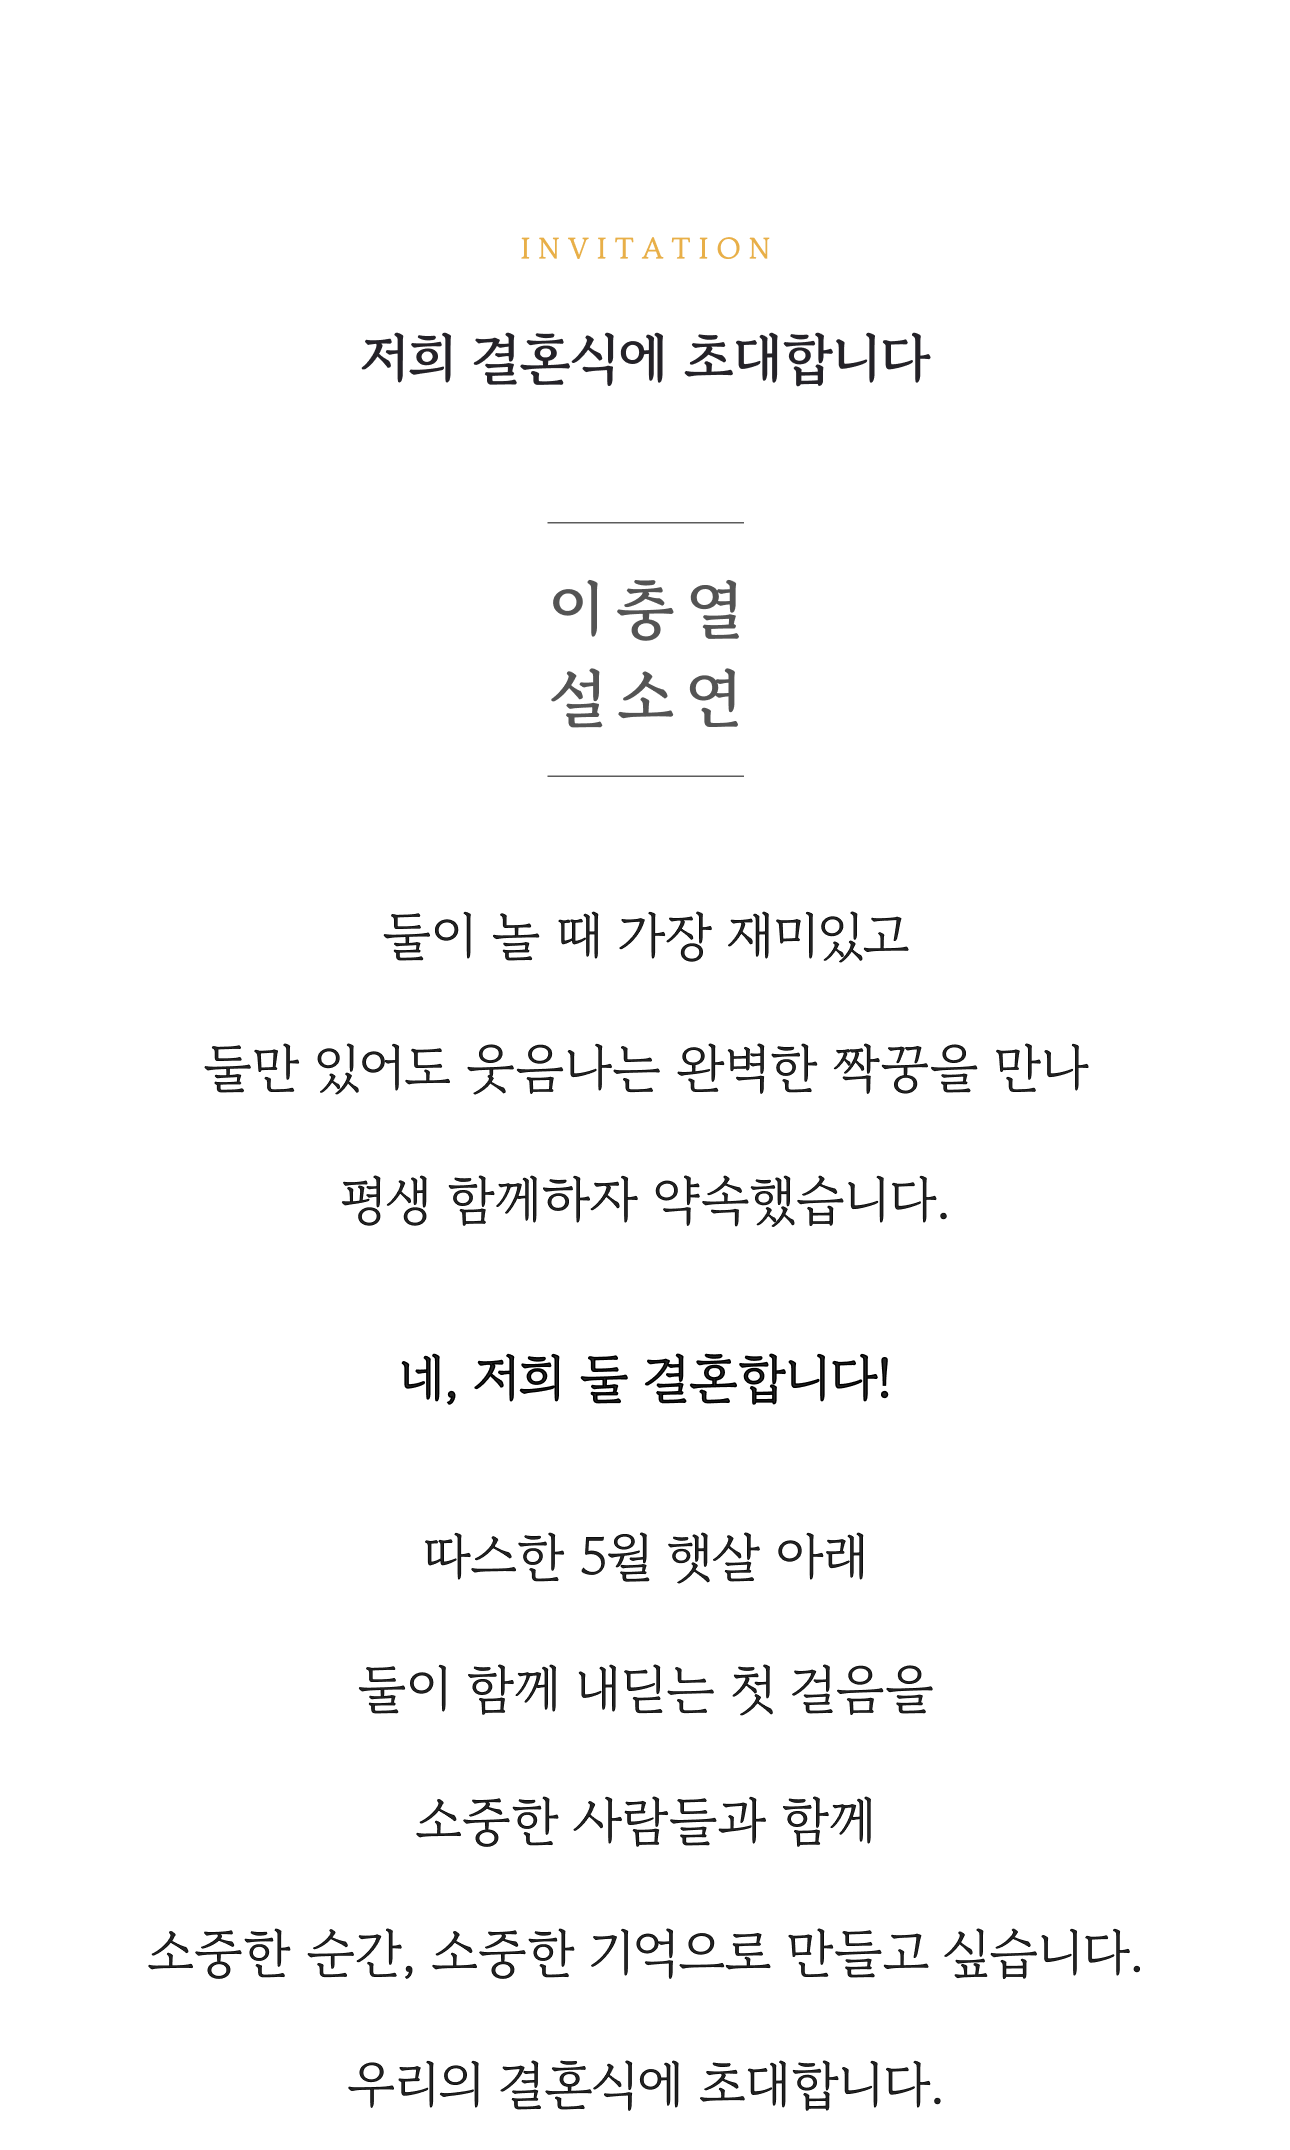 INVITATION
저희 결혼식에 초대합니다
이충열
설소연
둘이 놀 때 가장 재미있고
둘만 있어도 웃음나는 완벽한 짝꿍을 만나
평생 함께하자 약속했습니다.
네, 저희 둘 결혼합니다!
따스한 5월 햇살 아래
둘이 함께 내딛는 첫 걸음을
소중한 사람들과 함께
소중한 순간, 소중한 기억으로 만들고 싶습니다.
우리의 결혼식에 초대합니다.